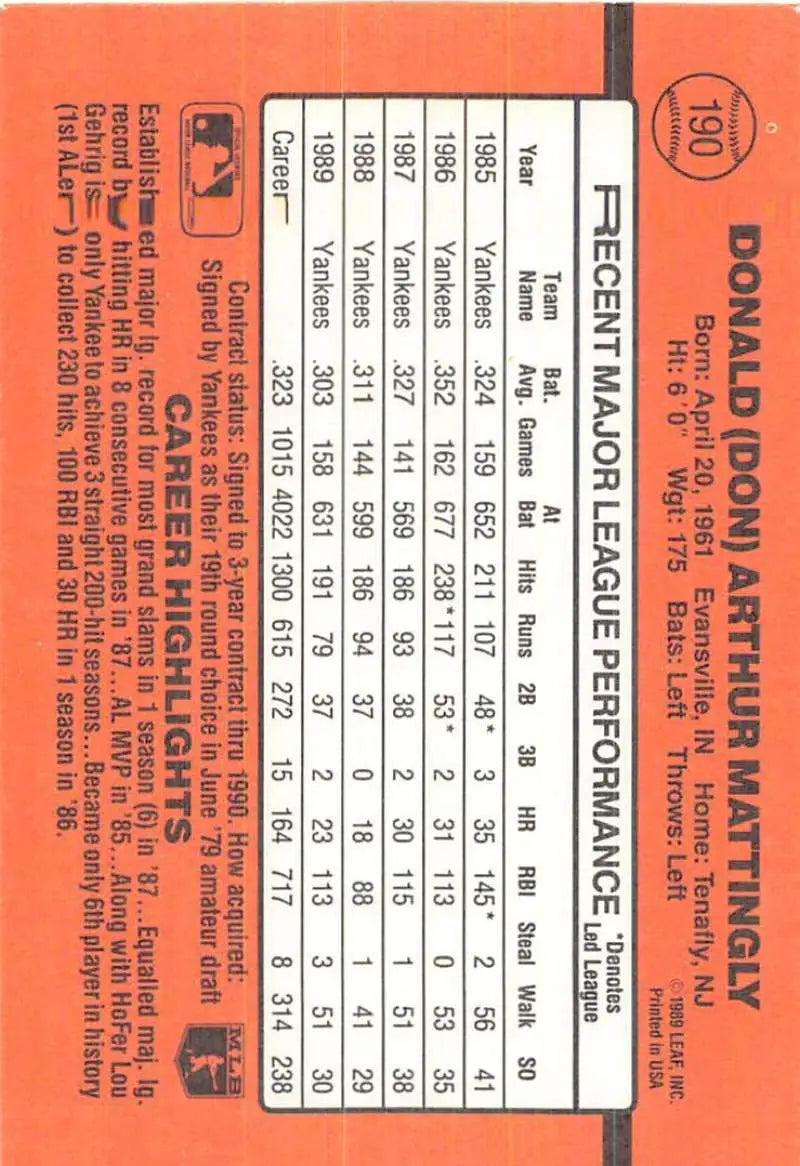 190
DONALD (DON) ARTHUR MATTINGLY
Born: April 20, 1961 Evansville, IN Home: Tenafly, NJ
Ht: 6'0" Wgt: 175 Bats: Left Throws: Left
© 1989 LEAF, INC.
Printed in USA
RECENT MAJOR LEAGUE PERFORMANCE *Denotes Led League
Year Team Name Bat. Avg. Games At Bat Hits Runs 2B 3B HR RBI Steal Walk SO
1985 Yankees .324 159 652 211 107 48* 3 35 145* 2 56 41
1986 Yankees .352 162 677 238* 117 53* 2 31 113 0 53 35
1987 Yankees .327 141 569 186 93 38 2 30 115 1 51 38
1988 Yankees .311 144 599 186 94 37 0 18 88 1 41 29
1989 Yankees .303 158 631 191 79 37 2 23 113 3 51 30
Career .323 1015 4022 1300 615 272 15 164 717 8 314 238
Contract status: Signed to 3-year contract thru 1990. How acquired:
Signed by Yankees as their 19th round choice in June '79 amateur draft
MLB
CAREER HIGHLIGHTS
Established major lg. record for most grand slams in 1 season (6) in '87...Equalled maj. lg.
record by hitting HR in 8 consecutive games in '87...AL MVP in '85...Along with HoFer Lou
Gehrig is only Yankee to achieve 3 straight 200-hit seasons...Became only 6th player in history
(1st ALer) to collect 230 hits, 100 RBI and 30 HR in 1 season in '86.